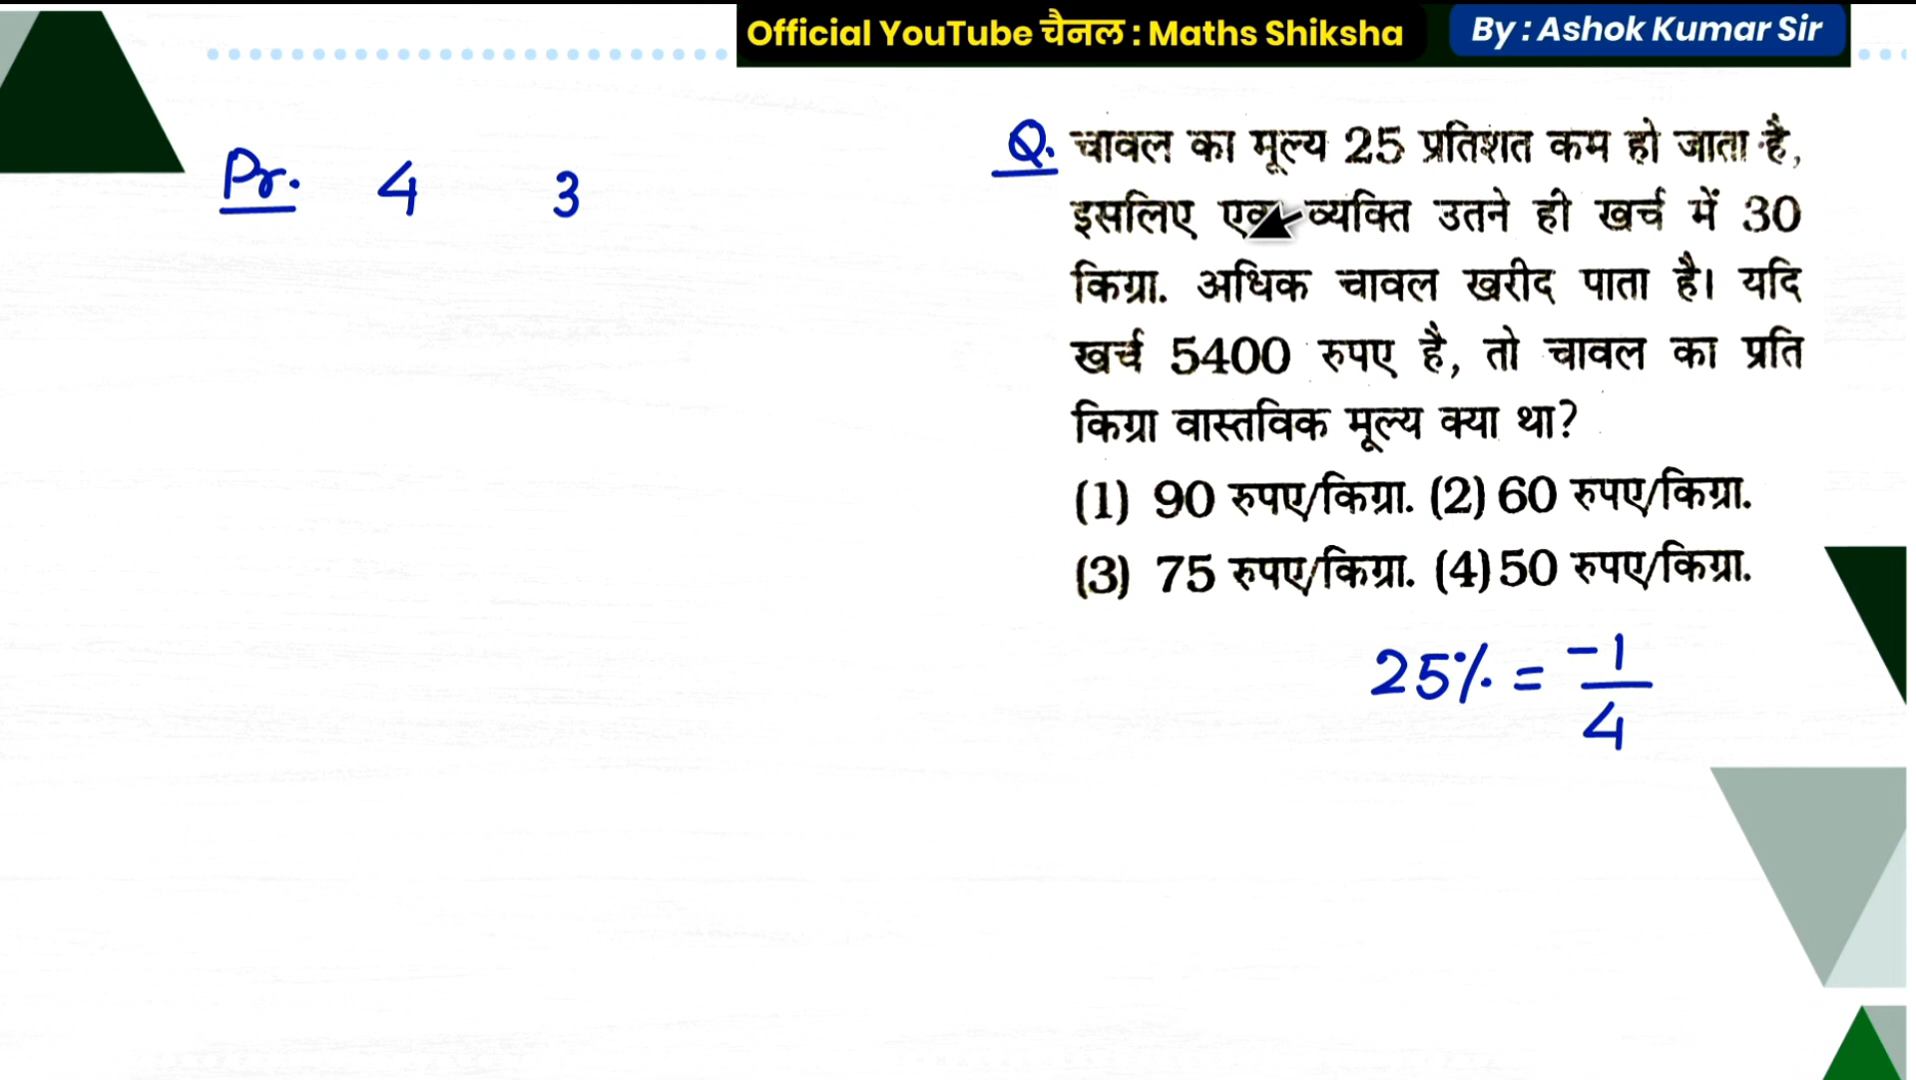 Official YouTube चैनल : Maths Shiksha
By : Ashok Kumar Sir
Pr. 4 3
Q. चावल का मूल्य 25 प्रतिशत कम हो जाता है,
इसलिए एक व्यक्ति उतने ही खर्च में 30
किग्रा. अधिक चावल खरीद पाता है। यदि
खर्च 5400 रुपए है, तो चावल का प्रति
किग्रा वास्तविक मूल्य क्या था?
(1) 90 रुपए/किग्रा. (2) 60 रुपए/किग्रा.
(3) 75 रुपए/किग्रा. (4) 50 रुपए/किग्रा.
25% = -1
4